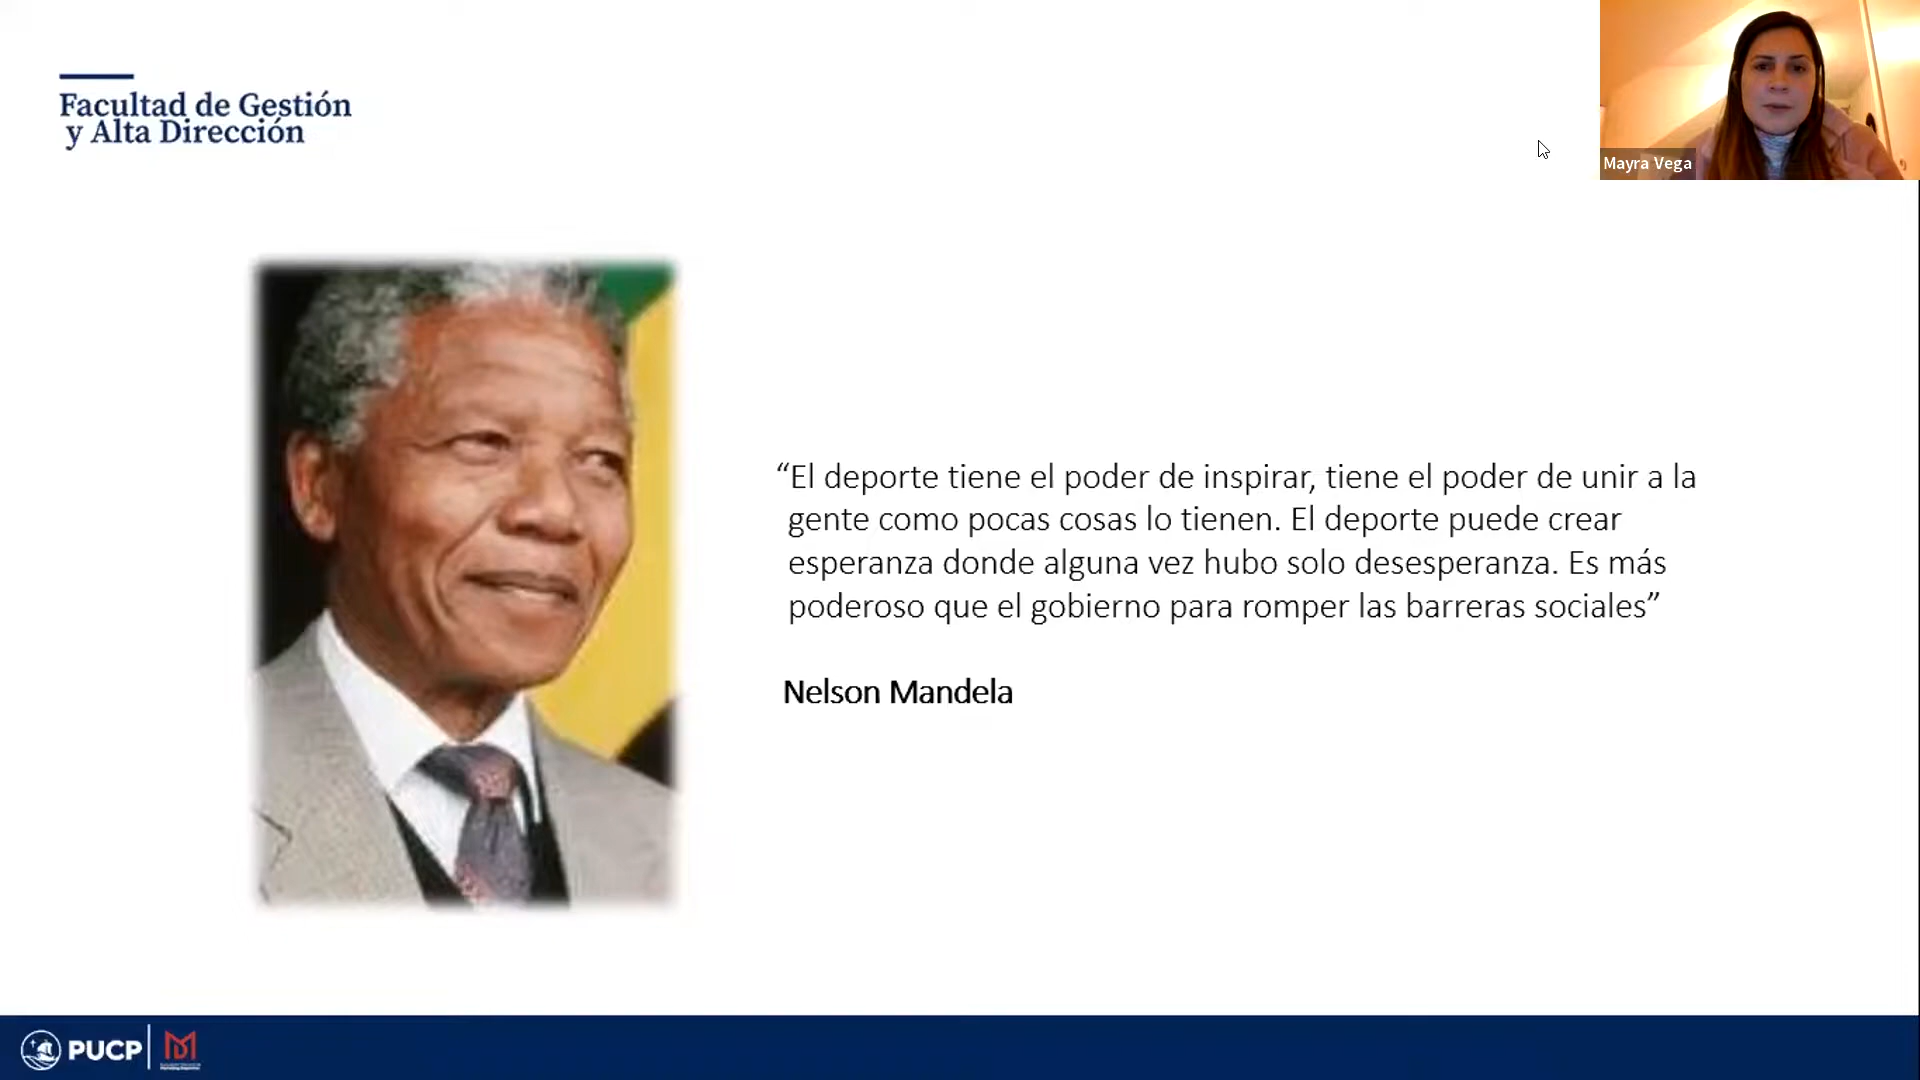 Facultad de Gestión
y Alta Dirección
Mayra Vega
“El deporte tiene el poder de inspirar, tiene el poder de unir a la
gente como pocas cosas lo tienen. El deporte puede crear
esperanza donde alguna vez hubo solo desesperanza. Es más
poderoso que el gobierno para romper las barreras sociales”
Nelson Mandela
PUCP